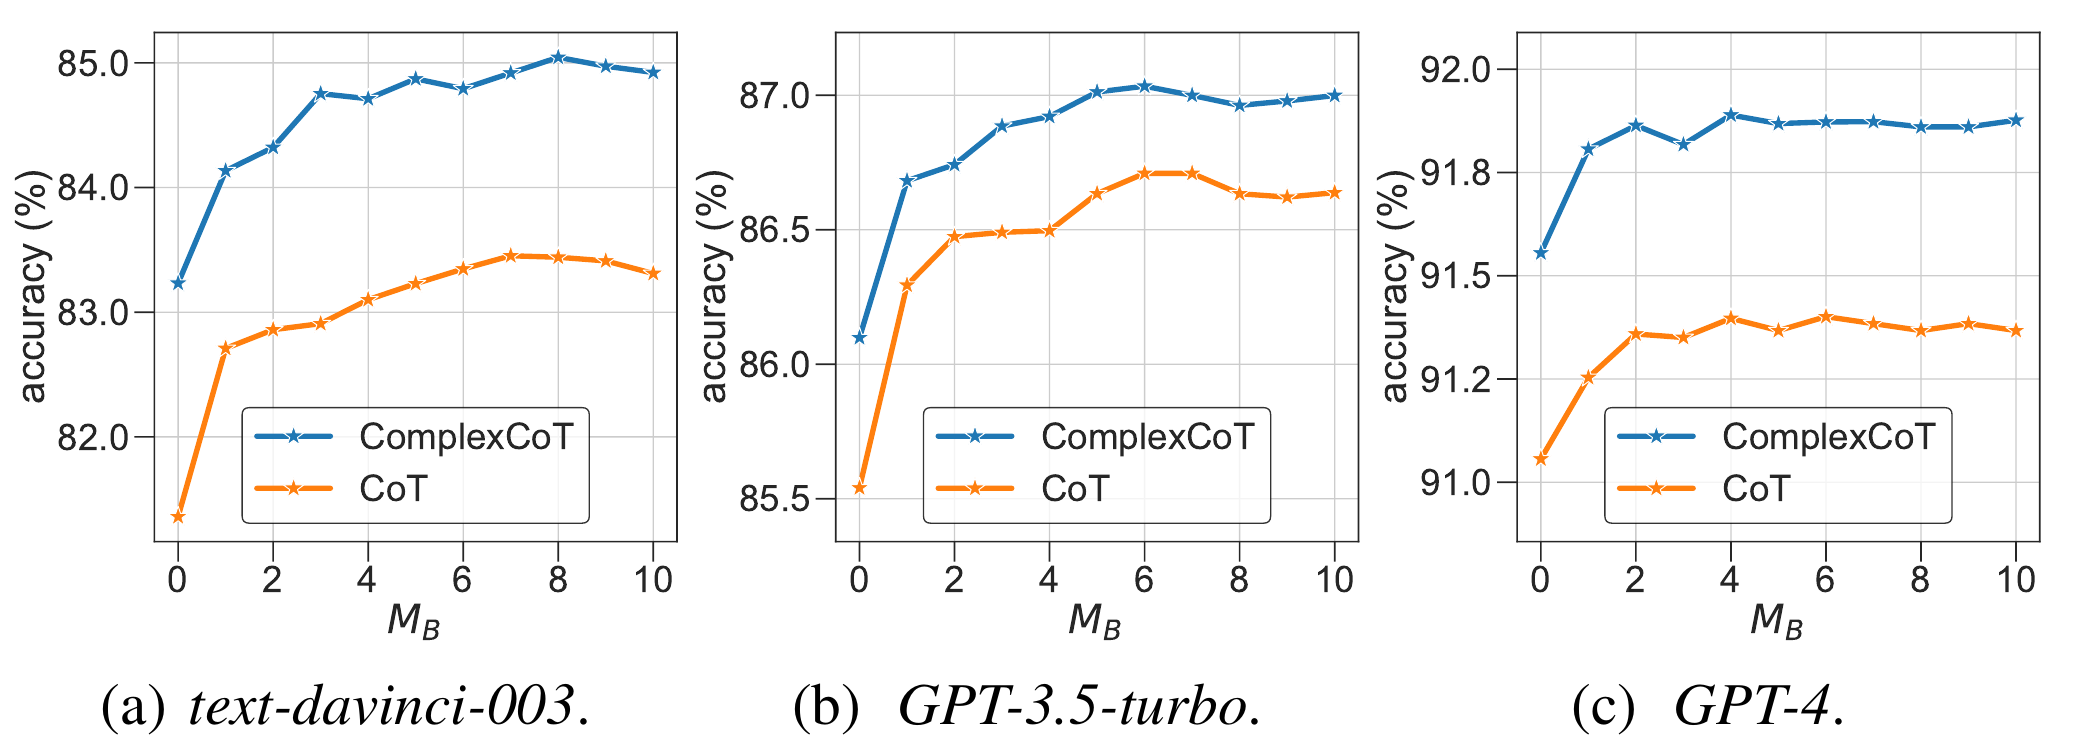 85.0
84.0
83.0
82.0
accuracy (%)
ComplexCoT
CoT
0 2 4 6 8 10
M_B
(a) text-davinci-003.
87.0
86.5
86.0
85.5
accuracy (%)
ComplexCoT
CoT
0 2 4 6 8 10
M_B
(b) GPT-3.5-turbo.
92.0
91.8
91.5
91.2
91.0
accuracy (%)
ComplexCoT
CoT
0 2 4 6 8 10
M_B
(c) GPT-4.